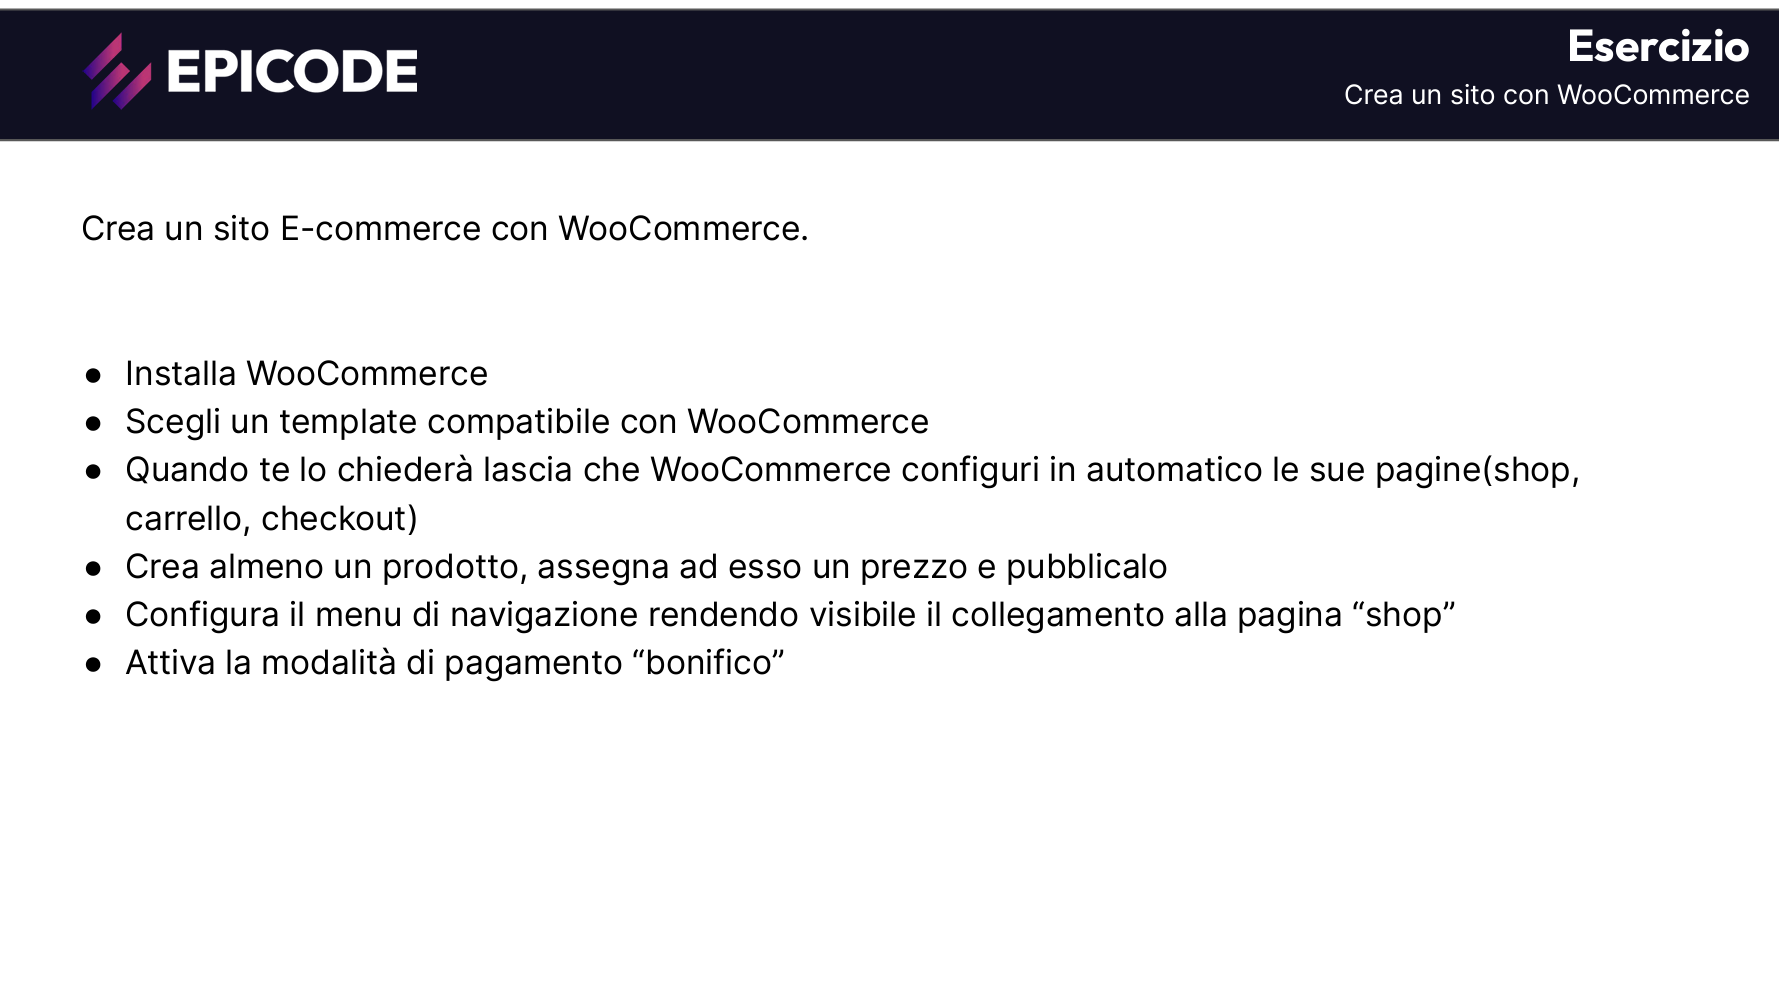 EPICODE
Esercizio
Crea un sito con WooCommerce
Crea un sito E-commerce con WooCommerce.
● Installa WooCommerce
● Scegli un template compatibile con WooCommerce
● Quando te lo chiederà lascia che WooCommerce configuri in automatico le sue pagine(shop,
carrello, checkout)
● Crea almeno un prodotto, assegna ad esso un prezzo e pubblicalo
● Configura il menu di navigazione rendendo visibile il collegamento alla pagina “shop”
● Attiva la modalità di pagamento “bonifico”